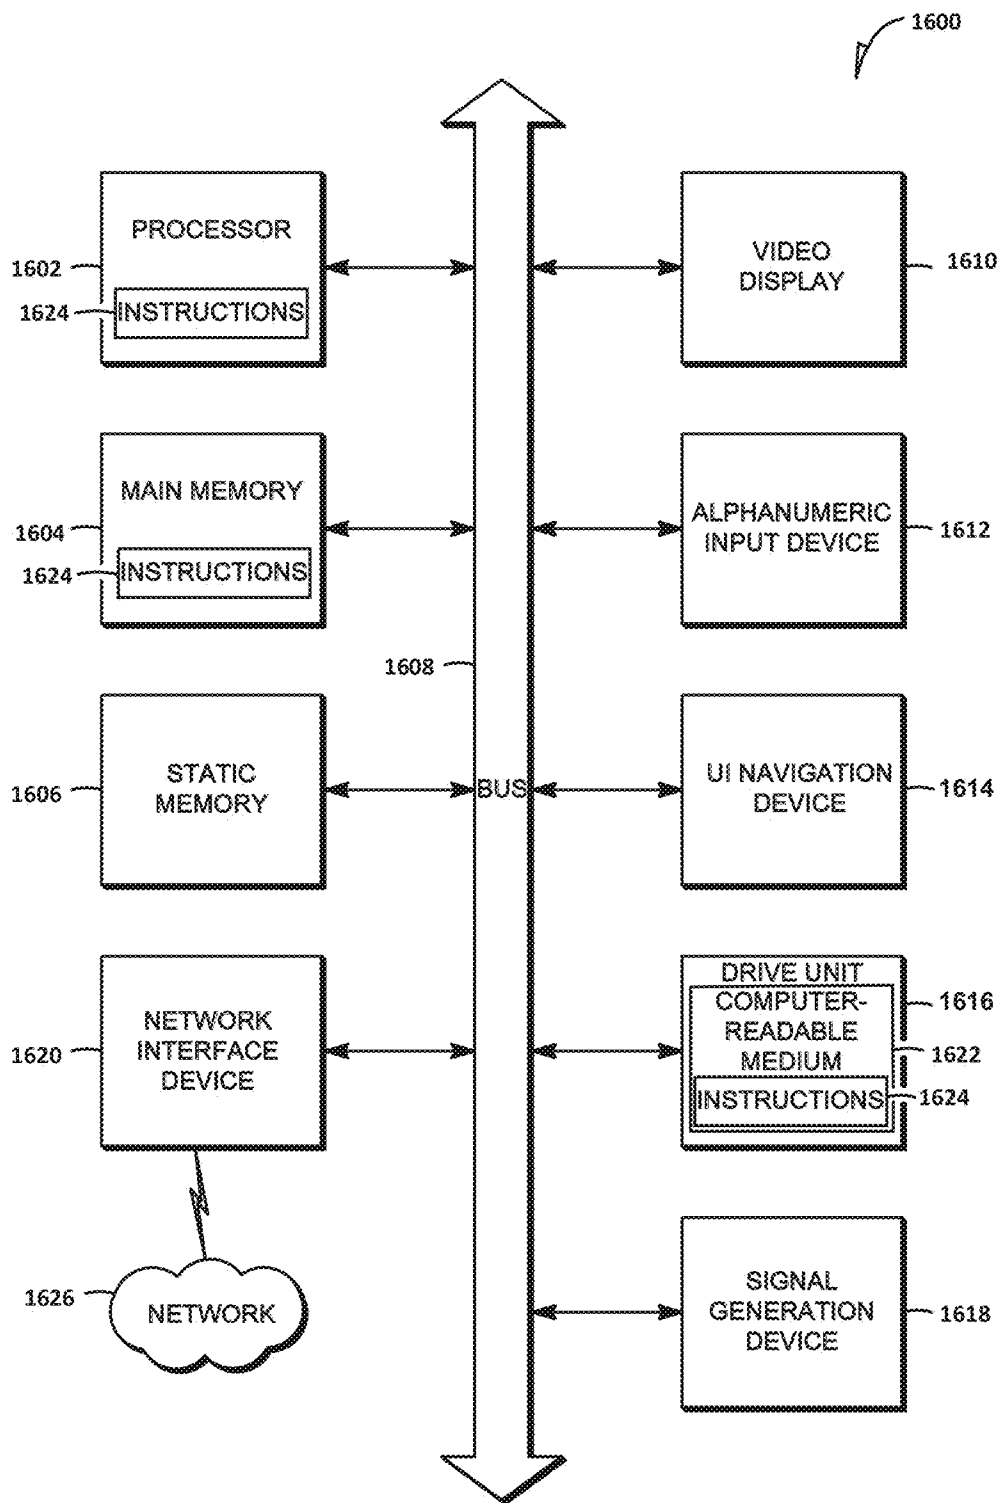 1600
PROCESSOR
1602
1624
INSTRUCTIONS
VIDEO
DISPLAY
1610
MAIN MEMORY
1604
1624
INSTRUCTIONS
ALPHANUMERIC
INPUT DEVICE
1612
1608
STATIC
MEMORY
1606
BUS
UI NAVIGATION
DEVICE
1614
NETWORK
INTERFACE
DEVICE
1620
DRIVE UNIT
COMPUTER-
READABLE
MEDIUM
INSTRUCTIONS
1616
1622
1624
1626
NETWORK
SIGNAL
GENERATION
DEVICE
1618